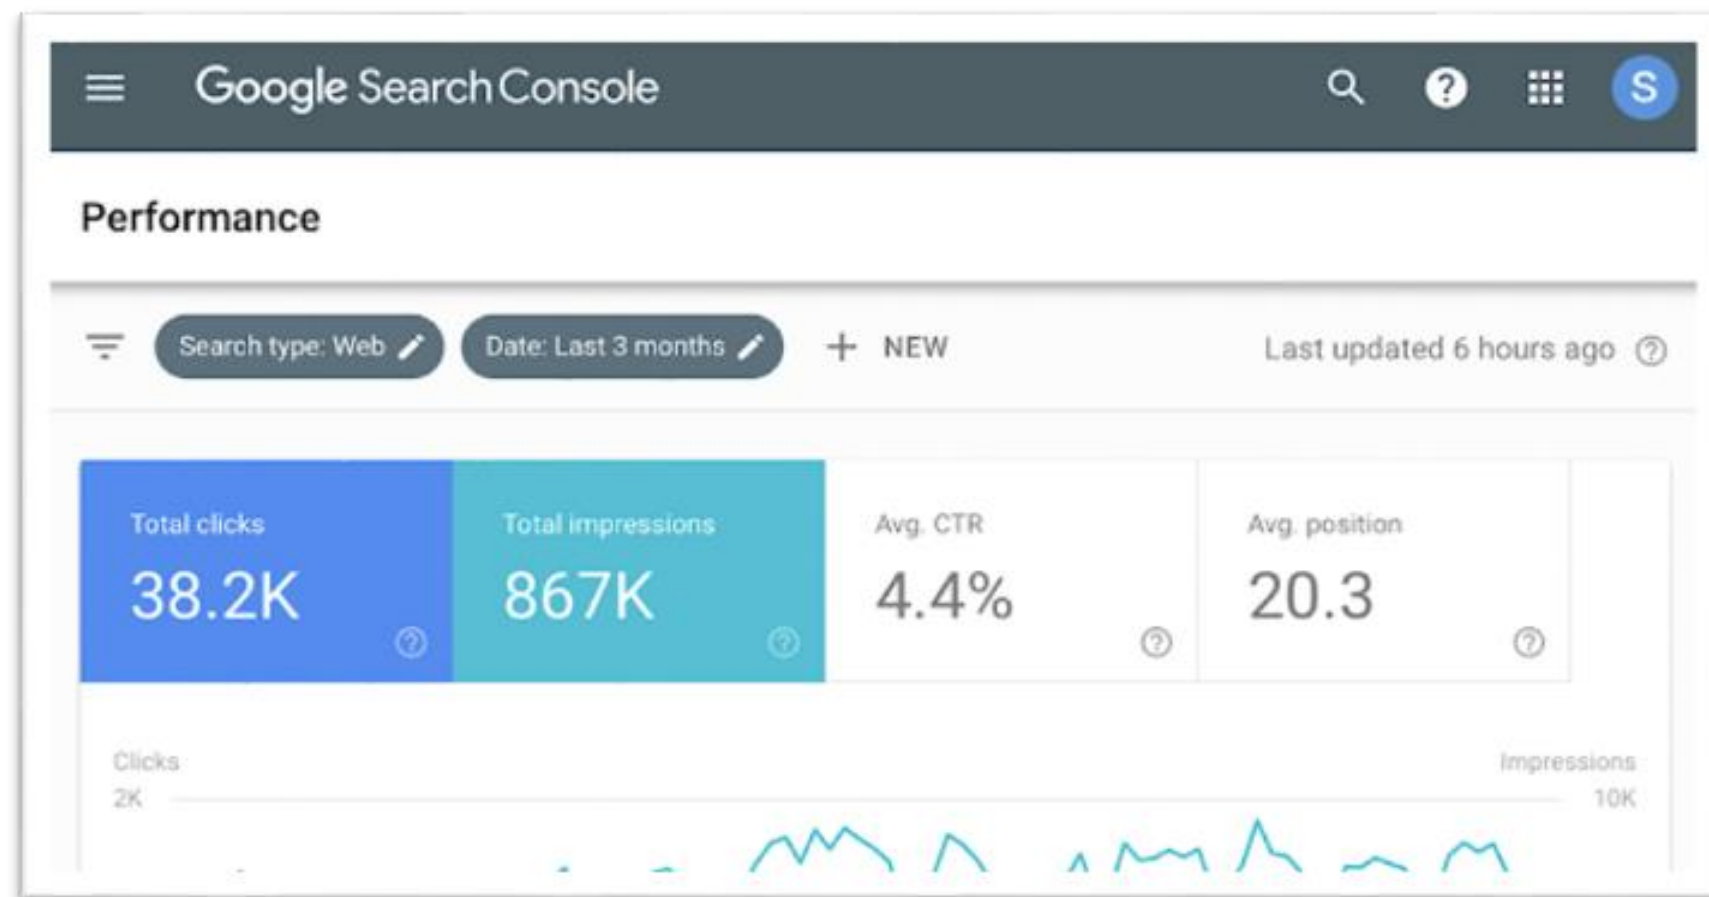 Google Search Console
S
Performance
Search type: Web Date: Last 3 months + NEW Last updated 6 hours ago
Total clicks Total impressions Avg. CTR Avg. position
38.2K 867K 4.4% 20.3
Clicks Impressions
2K 10K